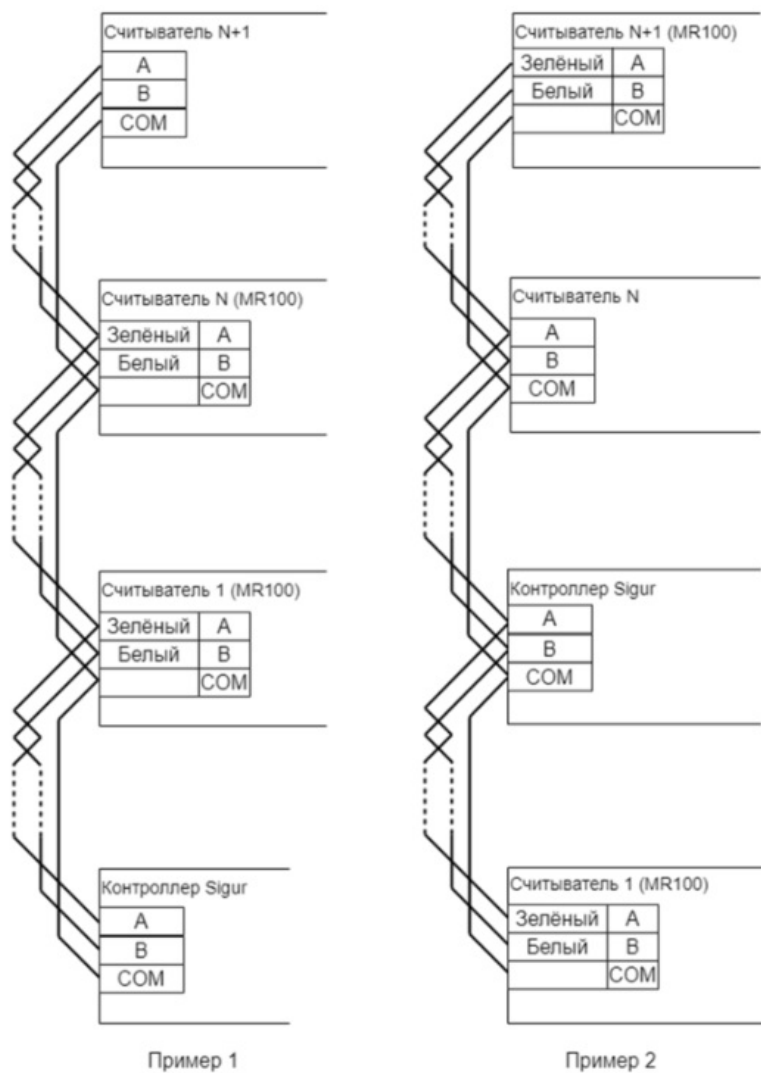 Считыватель N+1
A
B
COM
Считыватель N (MR100)
Зелёный A
Белый B
COM
Считыватель 1 (MR100)
Зелёный A
Белый B
COM
Контроллер Sigur
A
B
COM
Пример 1
Считыватель N+1 (MR100)
Зелёный A
Белый B
COM
Считыватель N
A
B
COM
Контроллер Sigur
A
B
COM
Считыватель 1 (MR100)
Зелёный A
Белый B
COM
Пример 2